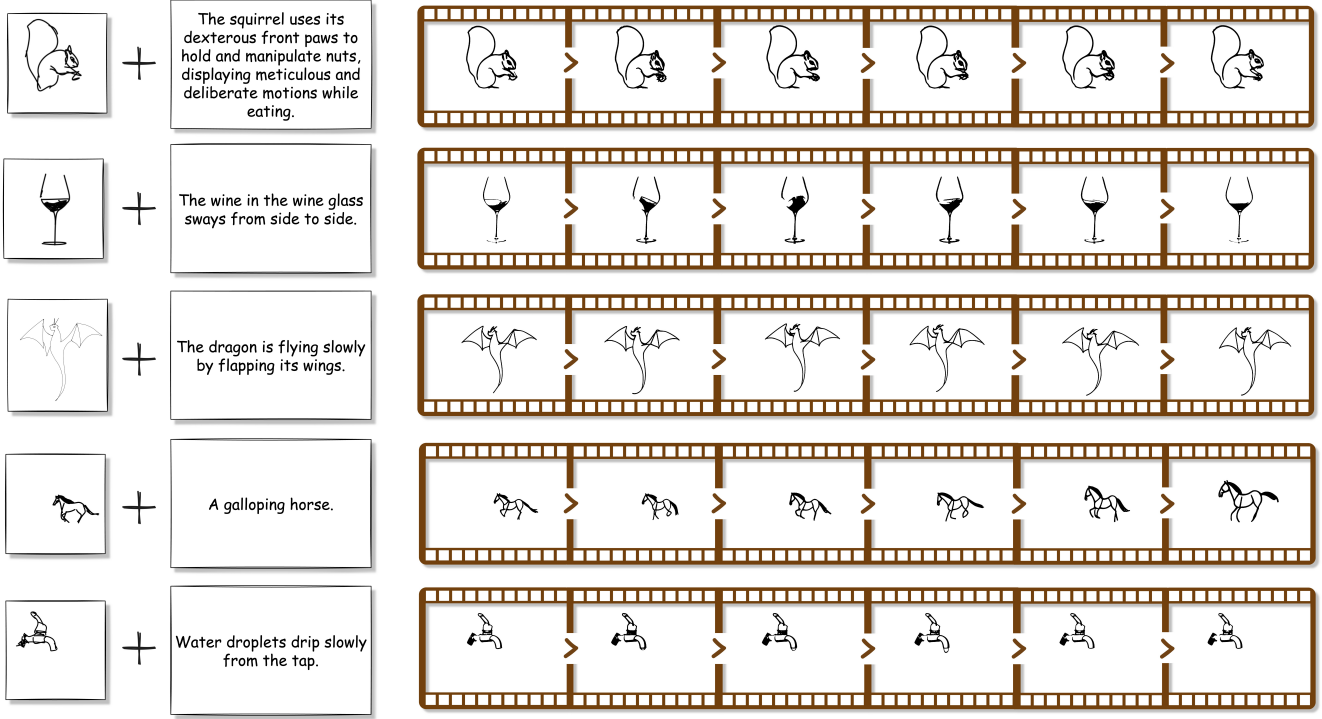 The squirrel uses its
dexterous front paws to
hold and manipulate nuts,
displaying meticulous and
deliberate motions while
eating.
The wine in the wine glass
sways from side to side.
The dragon is flying slowly
by flapping its wings.
A galloping horse.
Water droplets drip slowly
from the tap.